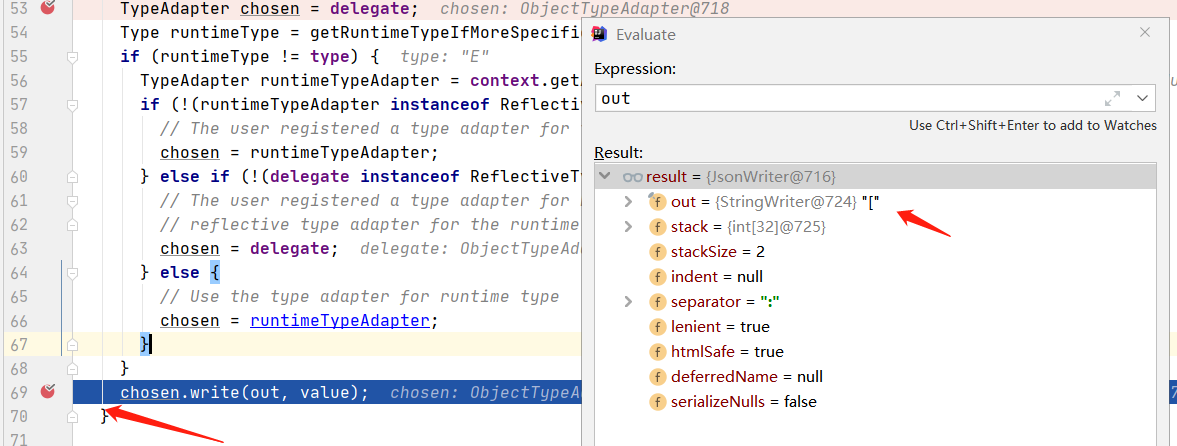 53 TypeAdapter chosen = delegate; chosen: ObjectTypeAdapter@718
54 Type runtimeType = getRuntimeTypeIfMoreSpecifi
55 if (runtimeType != type) { type: "E"
56 TypeAdapter runtimeTypeAdapter = context.get
57 if (!(runtimeTypeAdapter instanceof Reflectiv
58 // The user registered a type adapter for
59 chosen = runtimeTypeAdapter;
60 } else if (!(delegate instanceof ReflectiveTy
61 // The user registered a type adapter for
62 // reflective type adapter for the runtime
63 chosen = delegate; delegate: ObjectTypeAd
64 } else {
65 // Use the type adapter for runtime type
66 chosen = runtimeTypeAdapter;
67 }
68 }
69 chosen.write(out, value); chosen: ObjectTypeA
70 }
71
Evaluate
Expression:
out
Use Ctrl+Shift+Enter to add to Watches
Result:
result = {JsonWriter@716}
out = {StringWriter@724} "["
stack = {int[32]@725}
stackSize = 2
indent = null
separator = ":"
lenient = true
htmlSafe = true
deferredName = null
serializeNulls = false